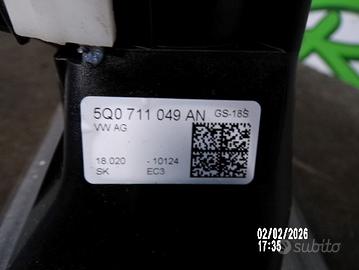 5Q0 711 049 AN GS-18S
VW AG
18.020 -10124
SK EC3
02/02/2026
17:35
subito